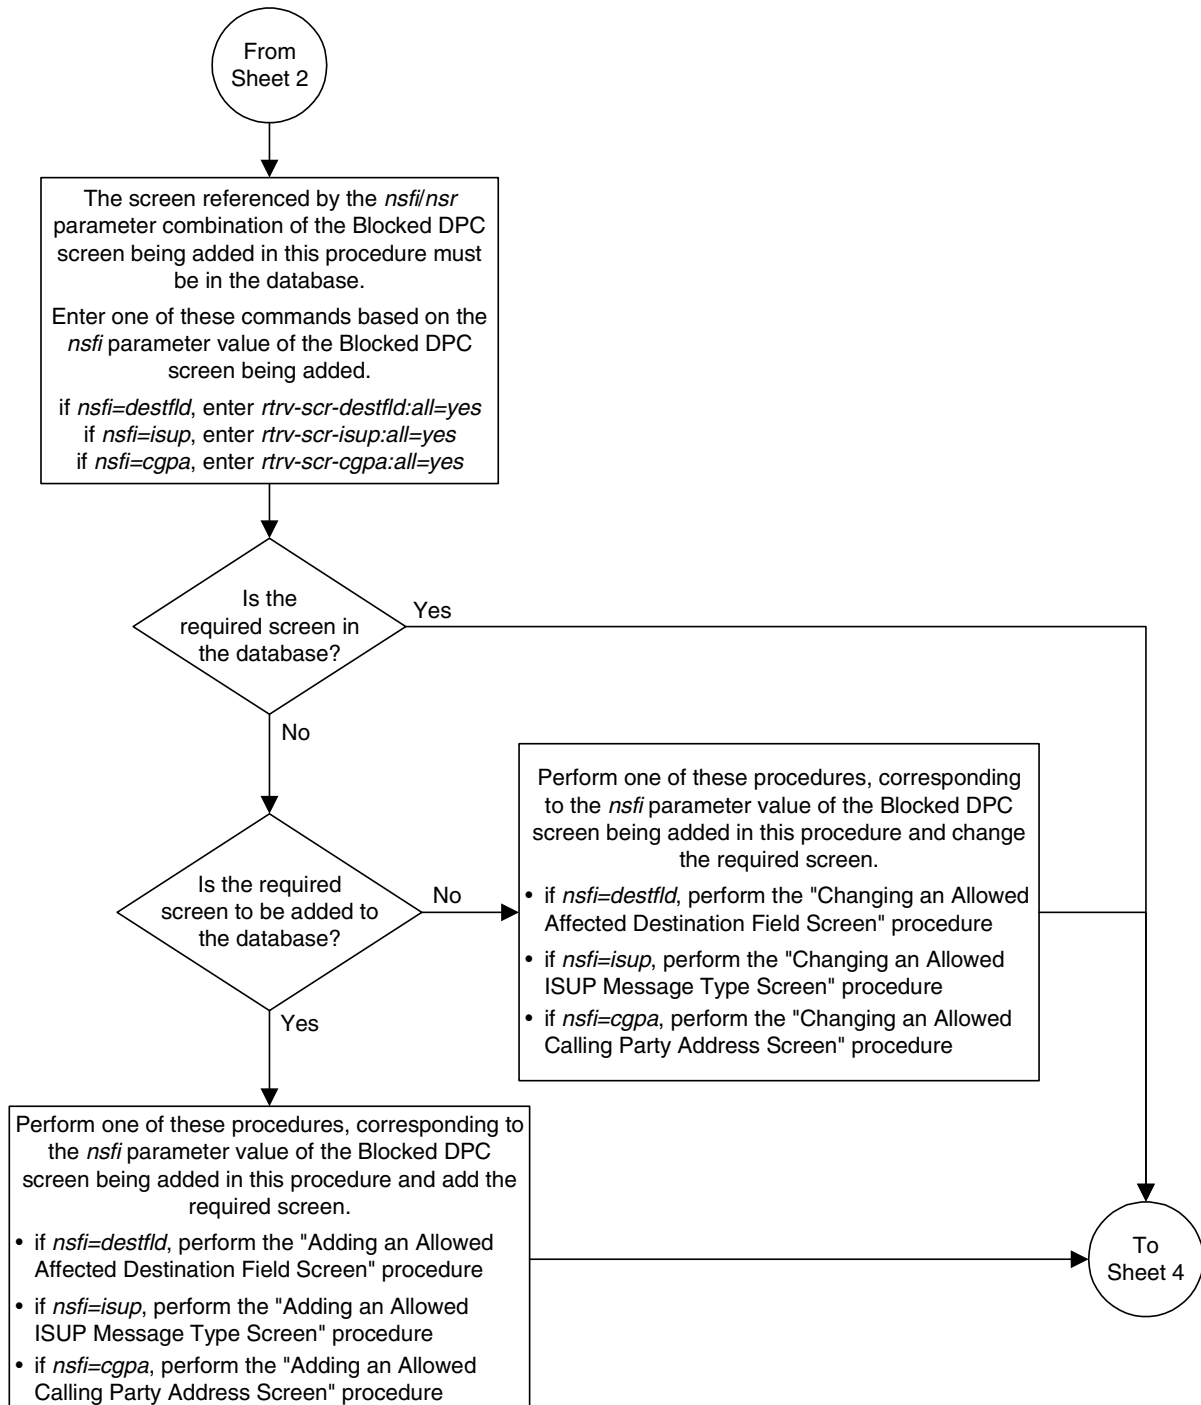 From
Sheet 2
The screen referenced by the nsfi/nsr
parameter combination of the Blocked DPC
screen being added in this procedure must
be in the database.
Enter one of these commands based on the
nsfi parameter value of the Blocked DPC
screen being added.
if nsfi=destfld, enter rtrv-scr-destfld:all=yes
if nsfi=isup, enter rtrv-scr-isup:all=yes
if nsfi=cgpa, enter rtrv-scr-cgpa:all=yes
Is the
required screen in
the database?
Yes
No
Is the required
screen to be added to
the database?
No
Yes
Perform one of these procedures, corresponding
to the nsfi parameter value of the Blocked DPC
screen being added in this procedure and change
the required screen.
• if nsfi=destfld, perform the "Changing an Allowed
Affected Destination Field Screen" procedure
• if nsfi=isup, perform the "Changing an Allowed
ISUP Message Type Screen" procedure
• if nsfi=cgpa, perform the "Changing an Allowed
Calling Party Address Screen" procedure
Perform one of these procedures, corresponding to
the nsfi parameter value of the Blocked DPC
screen being added in this procedure and add the
required screen.
• if nsfi=destfld, perform the "Adding an Allowed
Affected Destination Field Screen" procedure
• if nsfi=isup, perform the "Adding an Allowed
ISUP Message Type Screen" procedure
• if nsfi=cgpa, perform the "Adding an Allowed
Calling Party Address Screen" procedure
To
Sheet 4